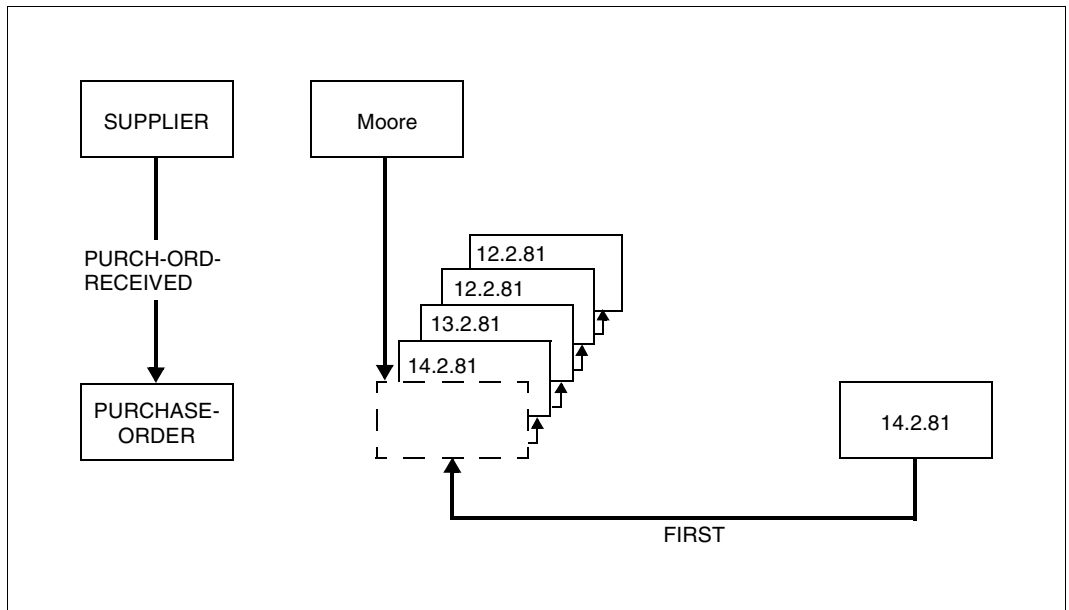 SUPPLIER
Moore
PURCH-ORD-
RECEIVED
12.2.81
12.2.81
13.2.81
14.2.81
PURCHASE-
ORDER
14.2.81
FIRST